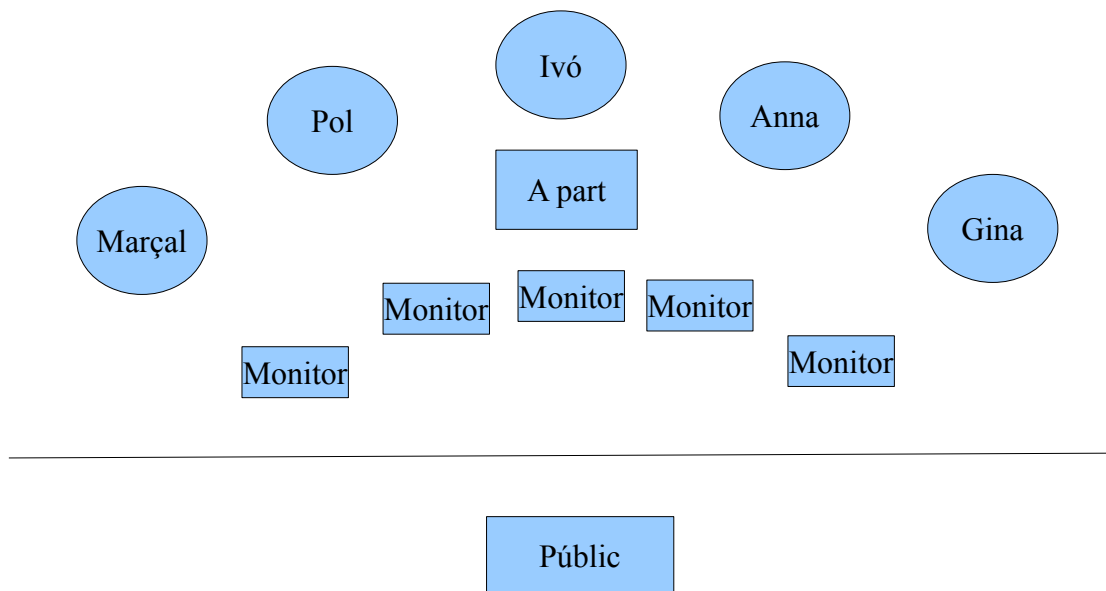 Ivó
Pol
Anna
A part
Marçal
Gina
Monitor
Monitor
Monitor
Monitor
Monitor
Públic